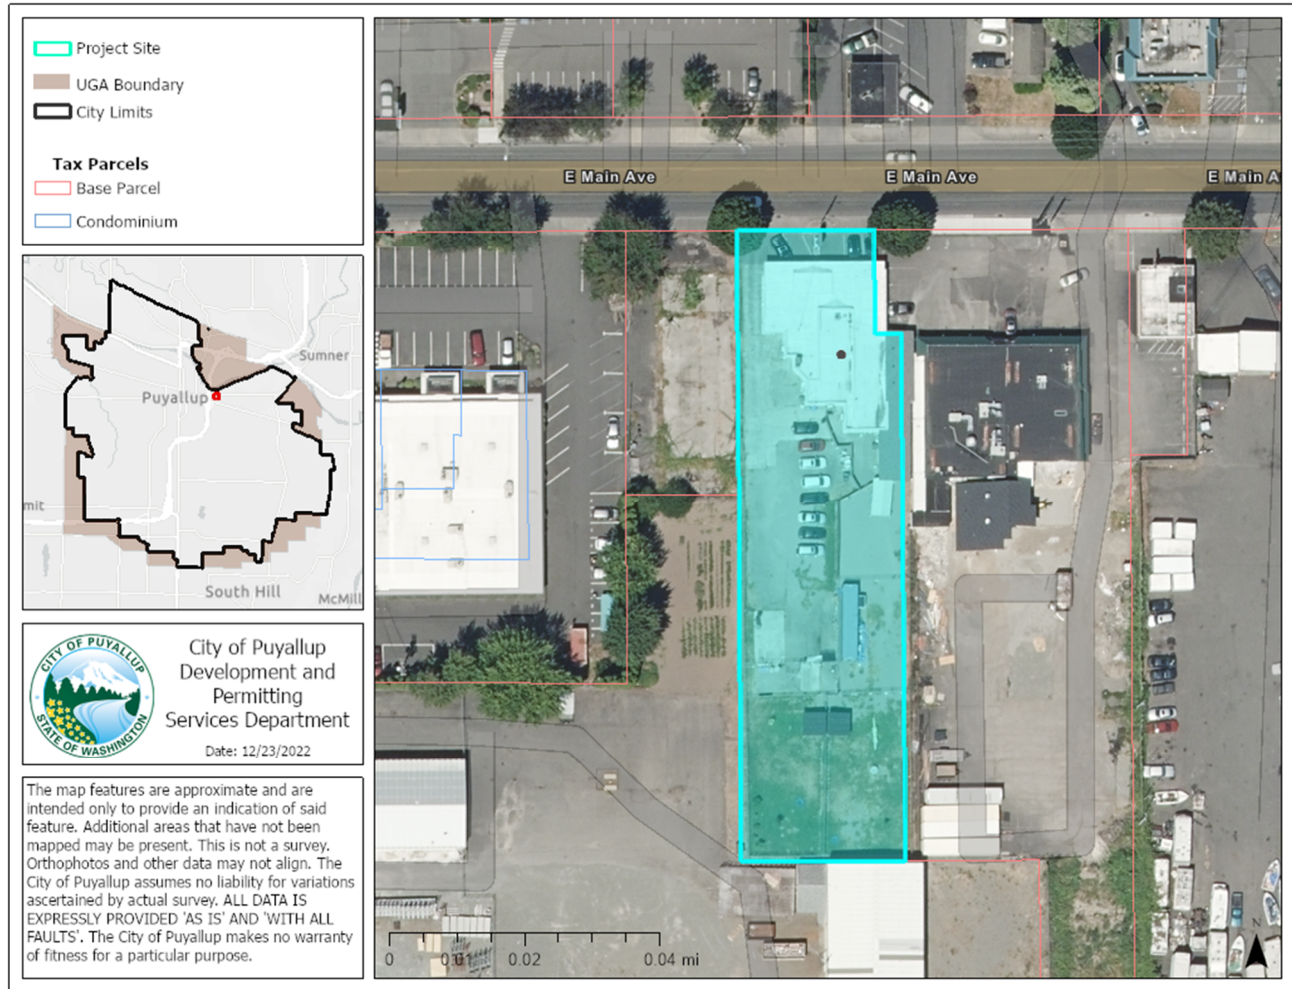 Project Site
UGA Boundary
City Limits
Tax Parcels
Base Parcel
Condominium
Puyallup
Sumner
mit
South Hill
McMil
CITY OF PUYALLUP
STATE OF WASHINGTON
City of Puyallup
Development and
Permitting
Services Department
Date: 12/23/2022
The map features are approximate and are
intended only to provide an indication of said
feature. Additional areas that have not been
mapped may be present. This is not a survey.
Orthophotos and other data may not align. The
City of Puyallup assumes no liability for variations
ascertained by actual survey. ALL DATA IS
EXPRESSLY PROVIDED 'AS IS' AND 'WITH ALL
FAULTS'. The City of Puyallup makes no warranty
of fitness for a particular purpose.
E Main Ave E Main Ave E Main A
0 0.01 0.02 0.04 mi
N